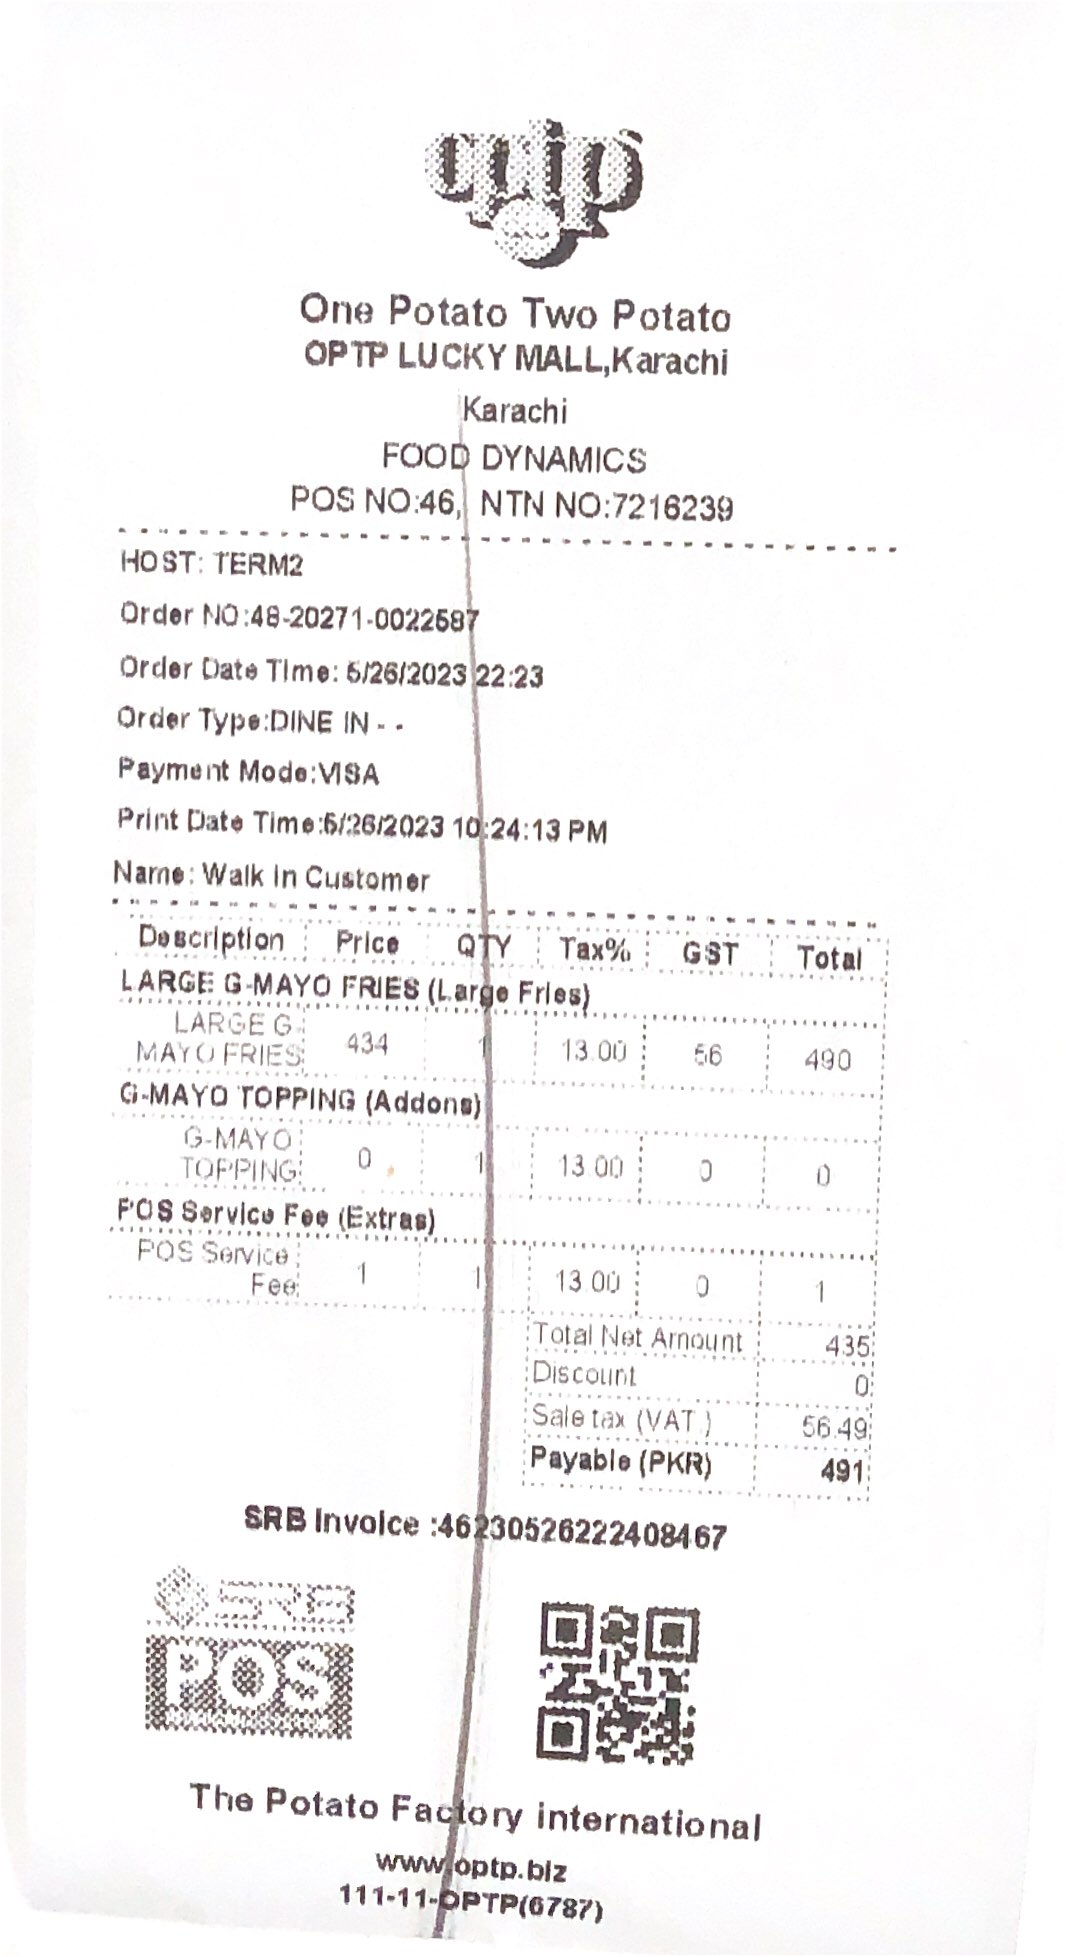 optp
One Potato Two Potato
OPTP LUCKY MALL,Karachi
Karachi
FOOD DYNAMICS
POS NO:46, NTN NO:7216239
HOST: TERM2
Order NO:48-20271-0022587
Order Date Time: 5/26/2023 22:23
Order Type:DINE IN - -
Payment Mode:VISA
Print Date Time:5/26/2023 10:24:13 PM
Name: Walk in Customer
Description Price QTY Tax% GST Total
LARGE G-MAYO FRIES (Large Fries)
LARGE G-
MAYO FRIES 434 1 13.00 56 490
G-MAYO TOPPING (Addons)
G-MAYO
TOPPING 0 1 13.00 0 0
POS Service Fee (Extras)
POS Service
Fee 1 1 13.00 0 1
Total Net Amount 435
Discount 0
Sale tax (VAT ) 56.49
Payable (PKR) 491
SRB Invoice :46230526222408467
SRB
POS
The Potato Factory international
www.optp.biz
111-11-OPTP(6787)